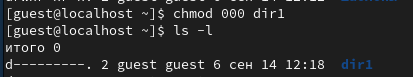 [guest@localhost ~]$ chmod 000 dir1
[guest@localhost ~]$ ls -l
итого 0
d---------. 2 guest guest 6 сен 14 12:18 dir1